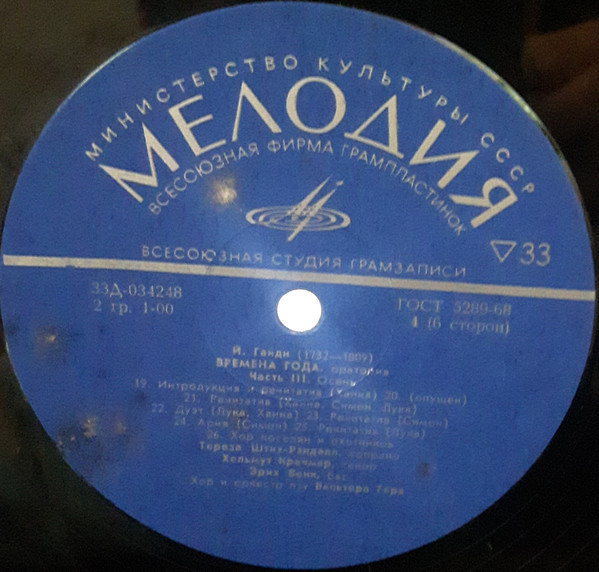 МИНИСТЕРСТВО КУЛЬТУРЫ СССР
МЕЛОДИЯ
ВСЕСОЮЗНАЯ ФИРМА ГРАМПЛАСТИНОК
▽33
ВСЕСОЮЗНАЯ СТУДИЯ ГРАМЗАПИСИ
33Д-034248
2 гр. 1-00
ГОСТ 5289-68
4 (6 сторон)
Й. Гайдн (1732—1809)
ВРЕМЕНА ГОДА, оратория
Часть III. Осень
19. Интродукция и речитатив (Ханна) 20. (опущен)
21. Речитатив (Ханна, Симон, Лука)
22. Дуэт (Лука, Ханна) 23. Речитатив (Симон)
24. Ария (Симон) 25. Речитатив (Лука)
26. Хор поселян и охотников
Тереза Штих-Рэндалл, сопрано
Хельмут Кречмар, тенор
Эрих Венк, бас
Хор и оркестр п/у Вальтера Гера